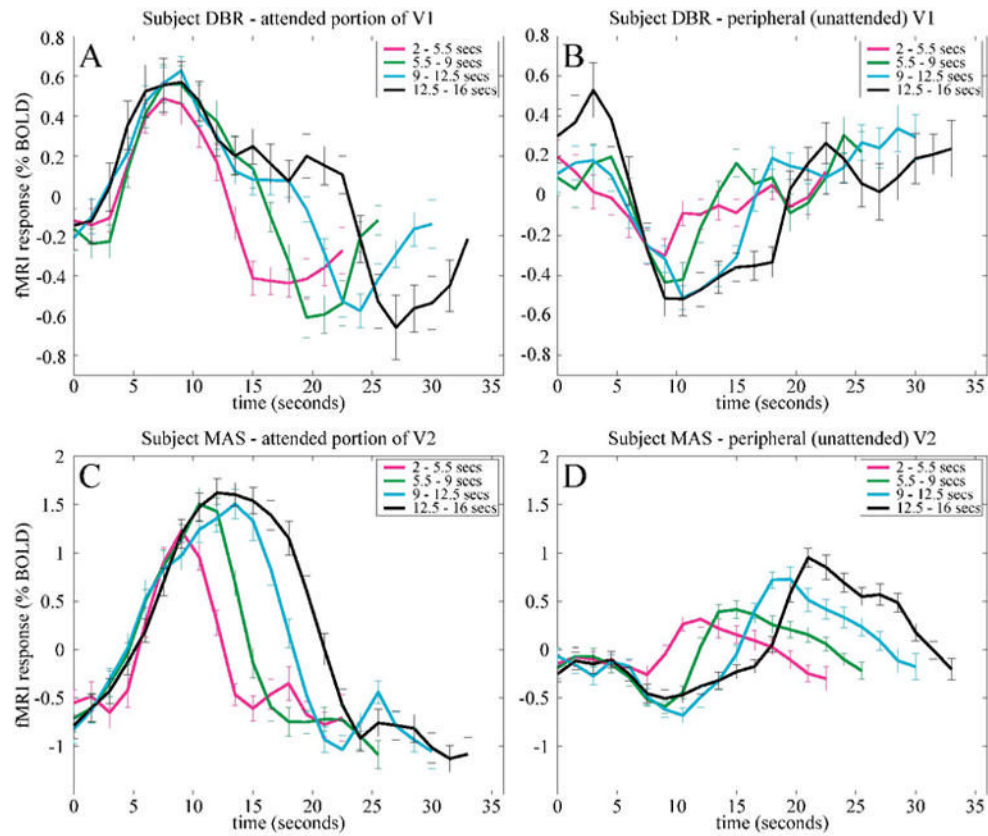 Subject DBR - attended portion of V1
A
2 - 5.5 secs
5.5 - 9 secs
9 - 12.5 secs
12.5 - 16 secs
fMRI response (% BOLD)
0.8
0.6
0.4
0.2
0
-0.2
-0.4
-0.6
-0.8
0 5 10 15 20 25 30 35
time (seconds)
Subject DBR - peripheral (unattended) V1
B
2 - 5.5 secs
5.5 - 9 secs
9 - 12.5 secs
12.5 - 16 secs
0.8
0.6
0.4
0.2
0
-0.2
-0.4
-0.6
-0.8
0 5 10 15 20 25 30 35
time (seconds)
Subject MAS - attended portion of V2
C
2 - 5.5 secs
5.5 - 9 secs
9 - 12.5 secs
12.5 - 16 secs
fMRI response (% BOLD)
2
1.5
1
0.5
0
-0.5
-1
0 5 10 15 20 25 30 35
time (seconds)
Subject MAS - peripheral (unattended) V2
D
2 - 5.5 secs
5.5 - 9 secs
9 - 12.5 secs
12.5 - 16 secs
2
1.5
1
0.5
0
-0.5
-1
0 5 10 15 20 25 30 35
time (seconds)